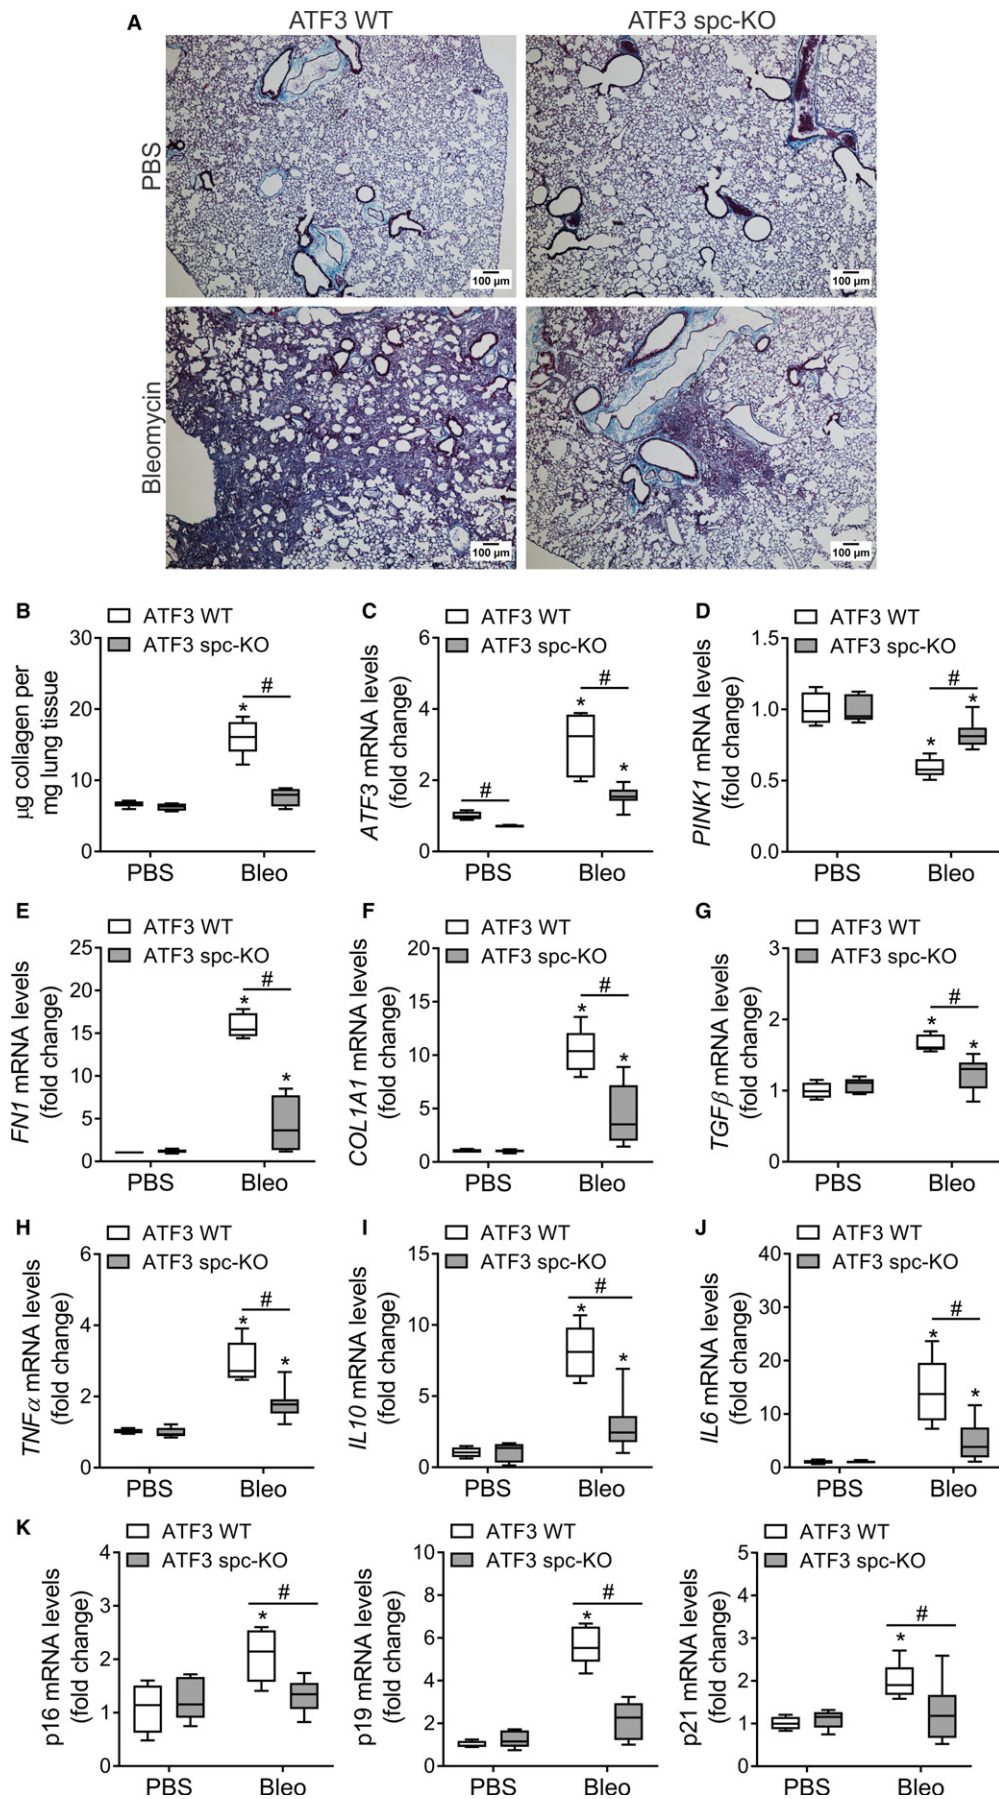 A
ATF3 WT
ATF3 spc-KO
PBS
100 µm
100 µm
Bleomycin
100 µm
100 µm
B
ATF3 WT
ATF3 spc-KO
µg collagen per
mg lung tissue
30
20
10
0
#
*
PBS
Bleo
C
ATF3 WT
ATF3 spc-KO
ATF3 mRNA levels
(fold change)
6
4
2
0
#
#
*
*
PBS
Bleo
D
ATF3 WT
ATF3 spc-KO
PINK1 mRNA levels
(fold change)
1.5
1.0
0.5
0.0
#
*
*
PBS
Bleo
E
ATF3 WT
ATF3 spc-KO
FN1 mRNA levels
(fold change)
25
20
15
10
5
0
#
*
*
PBS
Bleo
F
ATF3 WT
ATF3 spc-KO
COL1A1 mRNA levels
(fold change)
20
15
10
5
0
#
*
*
PBS
Bleo
G
ATF3 WT
ATF3 spc-KO
TGFβ mRNA levels
(fold change)
3
2
1
0
#
*
*
PBS
Bleo
H
ATF3 WT
ATF3 spc-KO
TNFα mRNA levels
(fold change)
6
4
2
0
#
*
*
PBS
Bleo
I
ATF3 WT
ATF3 spc-KO
IL10 mRNA levels
(fold change)
15
10
5
0
#
*
*
PBS
Bleo
J
ATF3 WT
ATF3 spc-KO
IL6 mRNA levels
(fold change)
40
30
20
10
0
#
*
*
PBS
Bleo
K
ATF3 WT
ATF3 spc-KO
p16 mRNA levels
(fold change)
4
3
2
1
0
#
*
PBS
Bleo
ATF3 WT
ATF3 spc-KO
p19 mRNA levels
(fold change)
10
8
6
4
2
0
#
*
PBS
Bleo
ATF3 WT
ATF3 spc-KO
p21 mRNA levels
(fold change)
5
4
3
2
1
0
#
*
PBS
Bleo